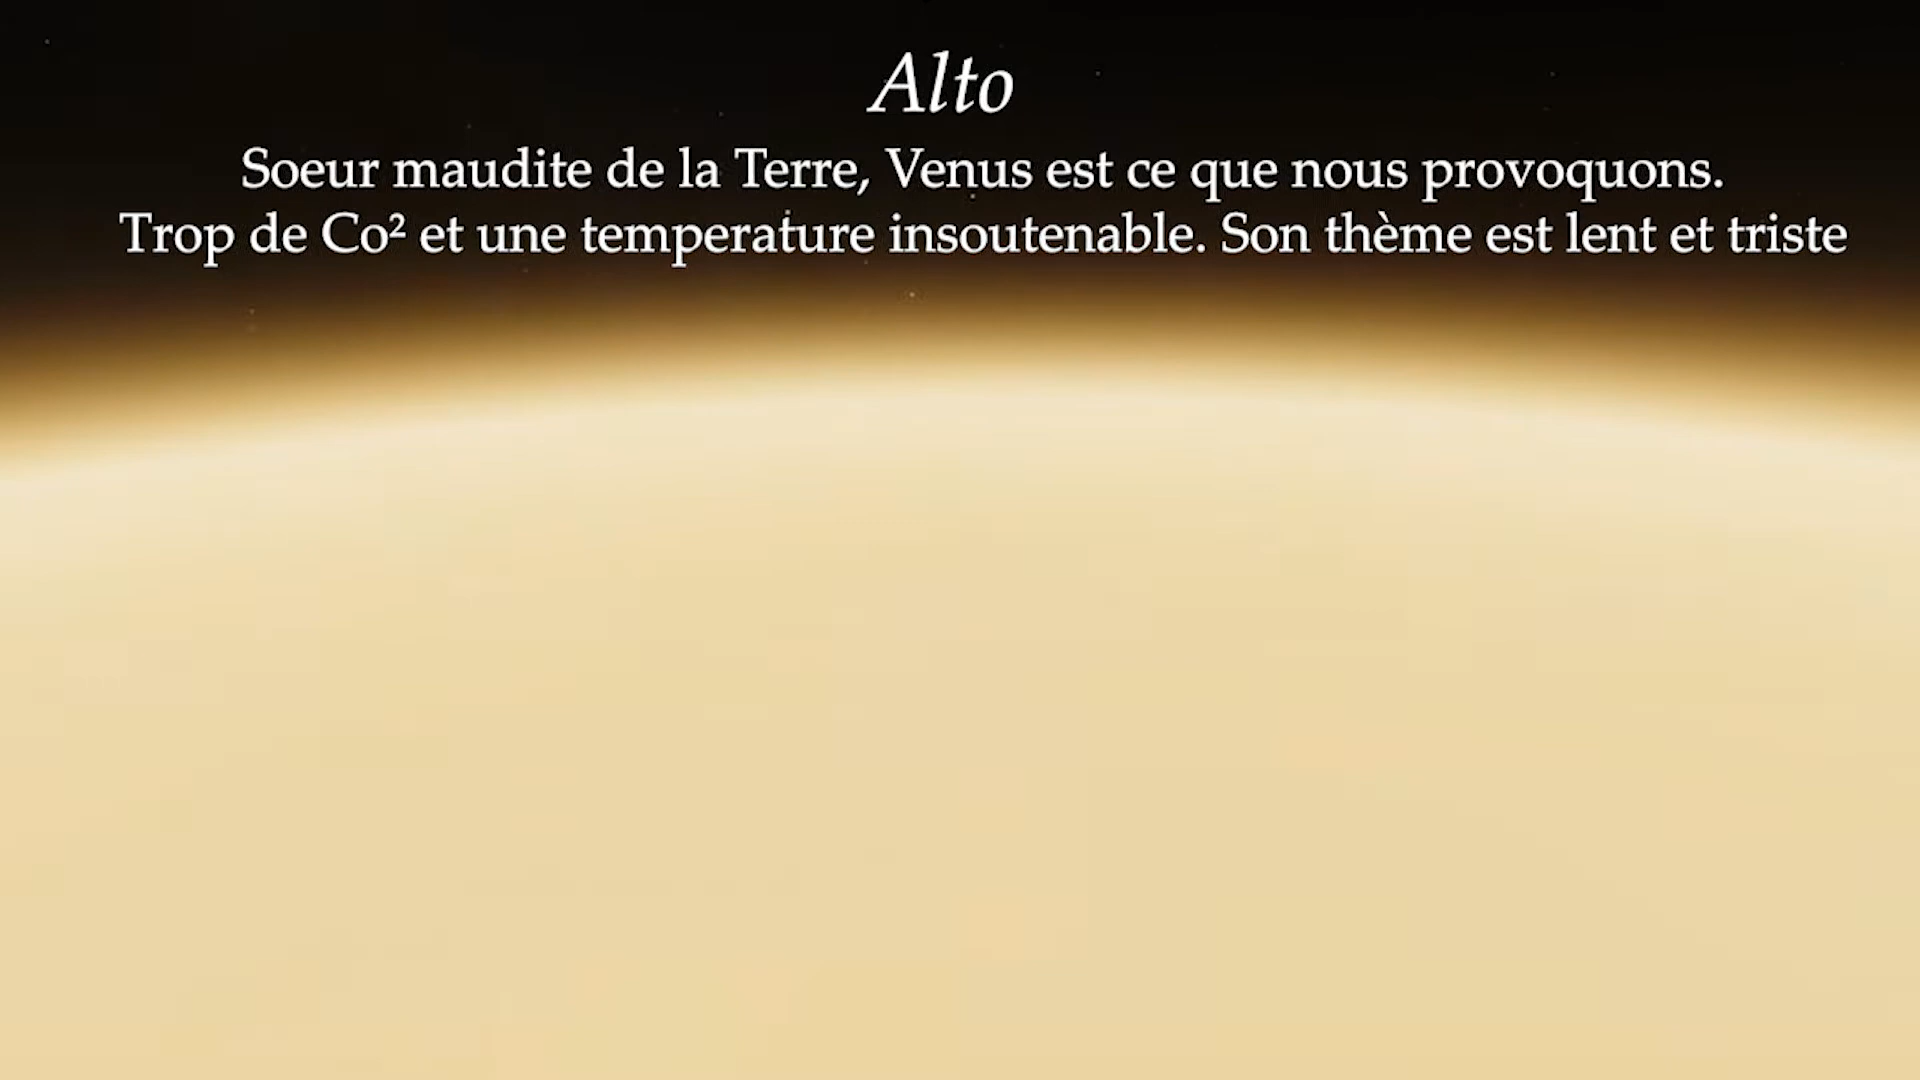 Alto
Soeur maudite de la Terre, Venus est ce que nous provoquons.
Trop de Co² et une temperature insoutenable. Son thème est lent et triste